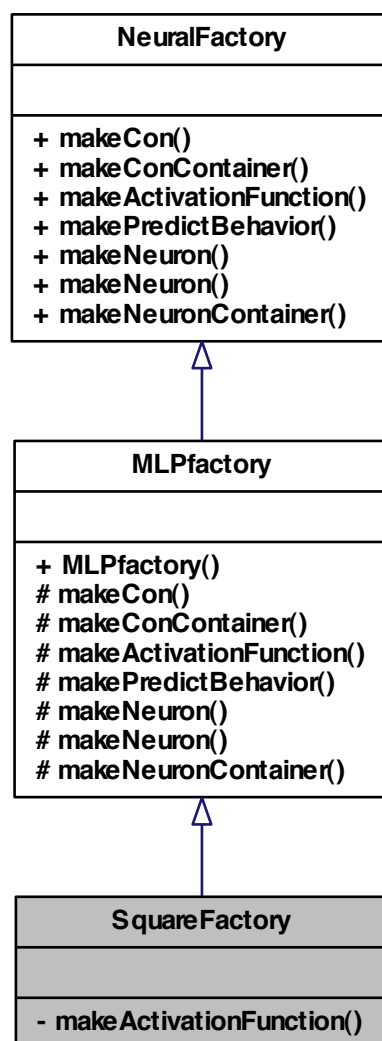 NeuralFactory
+ makeCon()
+ makeConContainer()
+ makeActivationFunction()
+ makePredictBehavior()
+ makeNeuron()
+ makeNeuron()
+ makeNeuronContainer()
MLPfactory
+ MLPfactory()
# makeCon()
# makeConContainer()
# makeActivationFunction()
# makePredictBehavior()
# makeNeuron()
# makeNeuron()
# makeNeuronContainer()
SquareFactory
- makeActivationFunction()